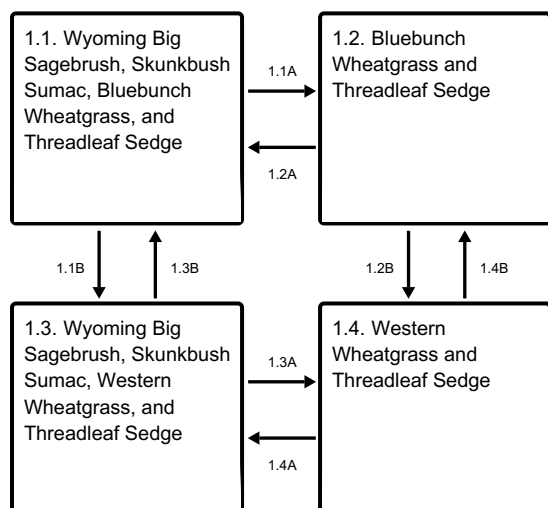 1.1. Wyoming Big
Sagebrush, Skunkbush
Sumac, Bluebunch
Wheatgrass, and
Threadleaf Sedge
1.1A
1.2A
1.2. Bluebunch
Wheatgrass and
Threadleaf Sedge
1.1B
1.3B
1.2B
1.4B
1.3. Wyoming Big
Sagebrush, Skunkbush
Sumac, Western
Wheatgrass, and
Threadleaf Sedge
1.3A
1.4A
1.4. Western
Wheatgrass and
Threadleaf Sedge